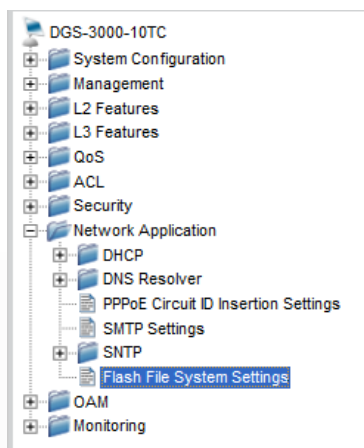 DGS-3000-10TC
System Configuration
Management
L2 Features
L3 Features
QoS
ACL
Security
Network Application
DHCP
DNS Resolver
PPPoE Circuit ID Insertion Settings
SMTP Settings
SNTP
Flash File System Settings
OAM
Monitoring